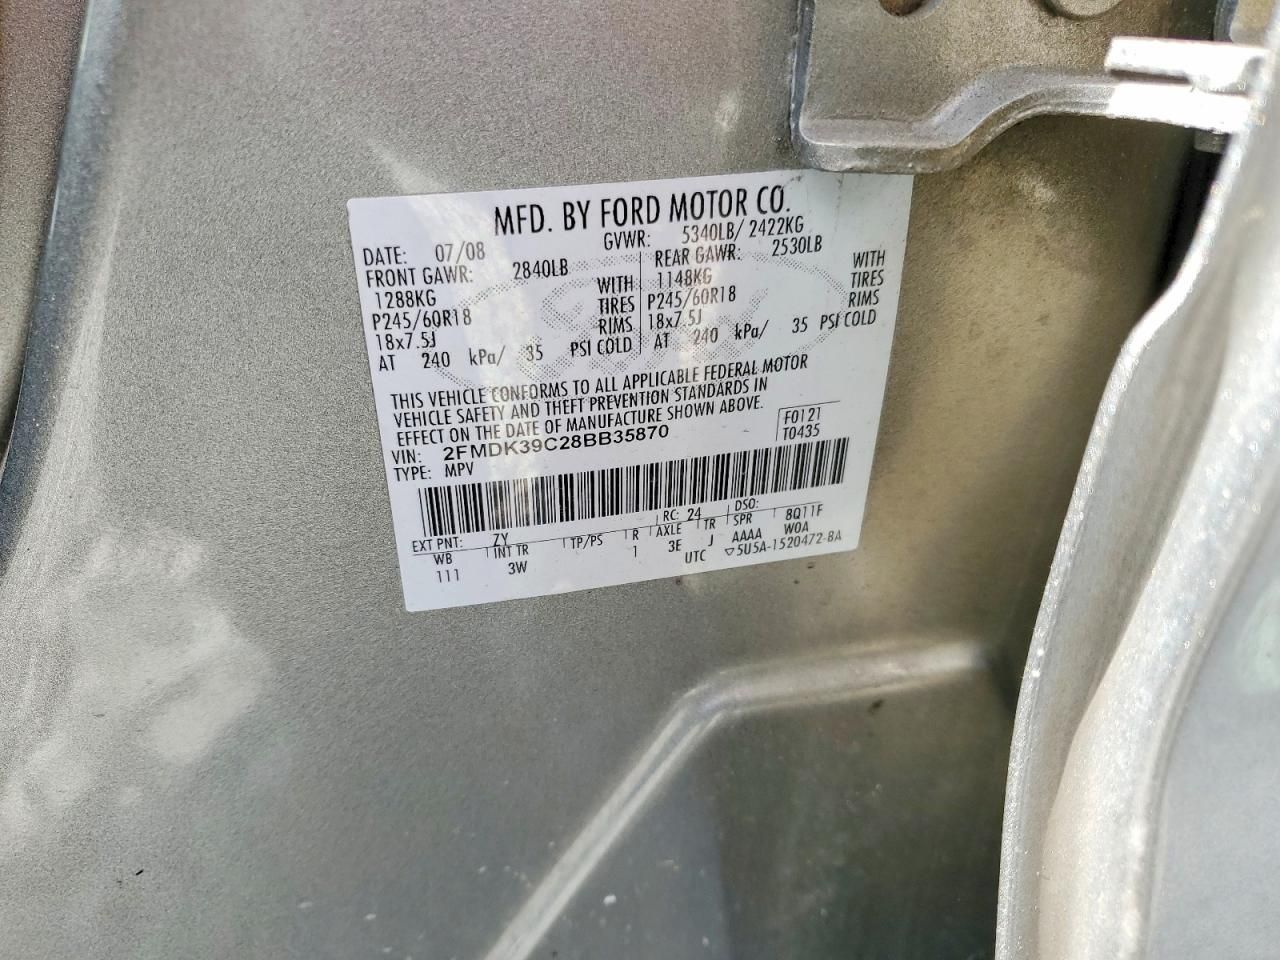 MFD. BY FORD MOTOR CO.
DATE: 07/08 GVWR: 5340LB/ 2422KG
FRONT GAWR: 2840LB REAR GAWR: 2530LB
1288KG WITH 1148KG WITH
P245/60R18 TIRES P245/60R18 TIRES
18x7.5J RIMS 18x7.5J RIMS
AT 240 kPa/ 35 PSI COLD AT 240 kPa/ 35 PSI COLD
THIS VEHICLE CONFORMS TO ALL APPLICABLE FEDERAL MOTOR
VEHICLE SAFETY AND THEFT PREVENTION STANDARDS IN
EFFECT ON THE DATE OF MANUFACTURE SHOWN ABOVE.
VIN: 2FMDK39C28BB35870 F0121
TYPE: MPV T0435
EXT PNT: ZY RC: 24 DSO:
WB INT TR TP/PS R AXLE TR SPR 8Q11F
111 3W 1 3E J AAAA W0A
UTC ▽5U5A-1520472-BA